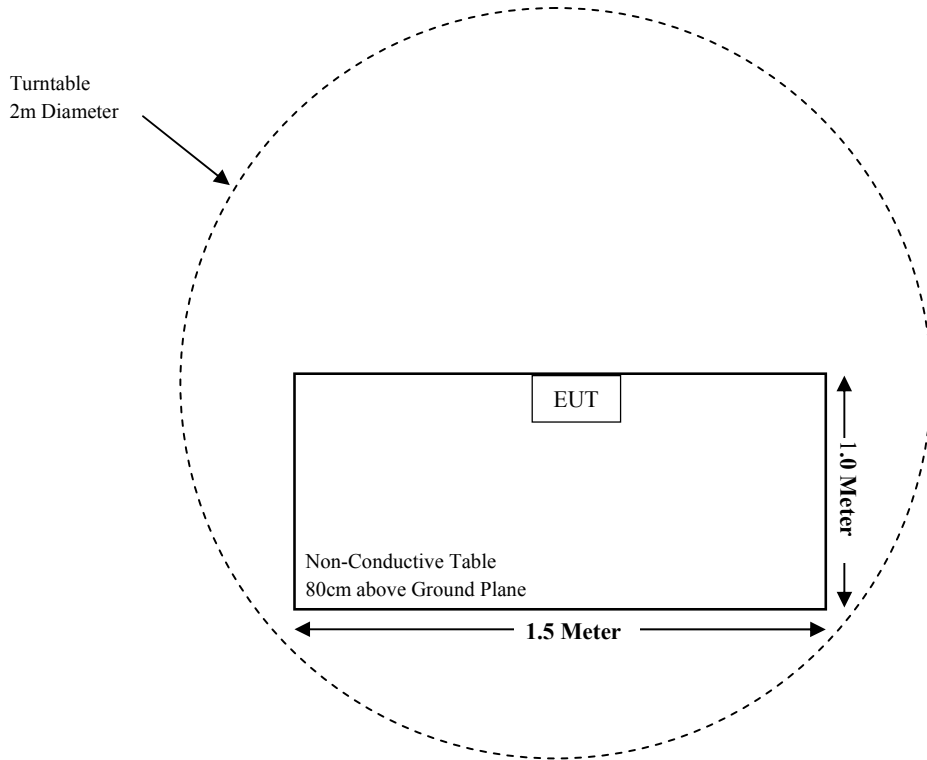 Turntable
2m Diameter
EUT
1.0 Meter
Non-Conductive Table
80cm above Ground Plane
1.5 Meter